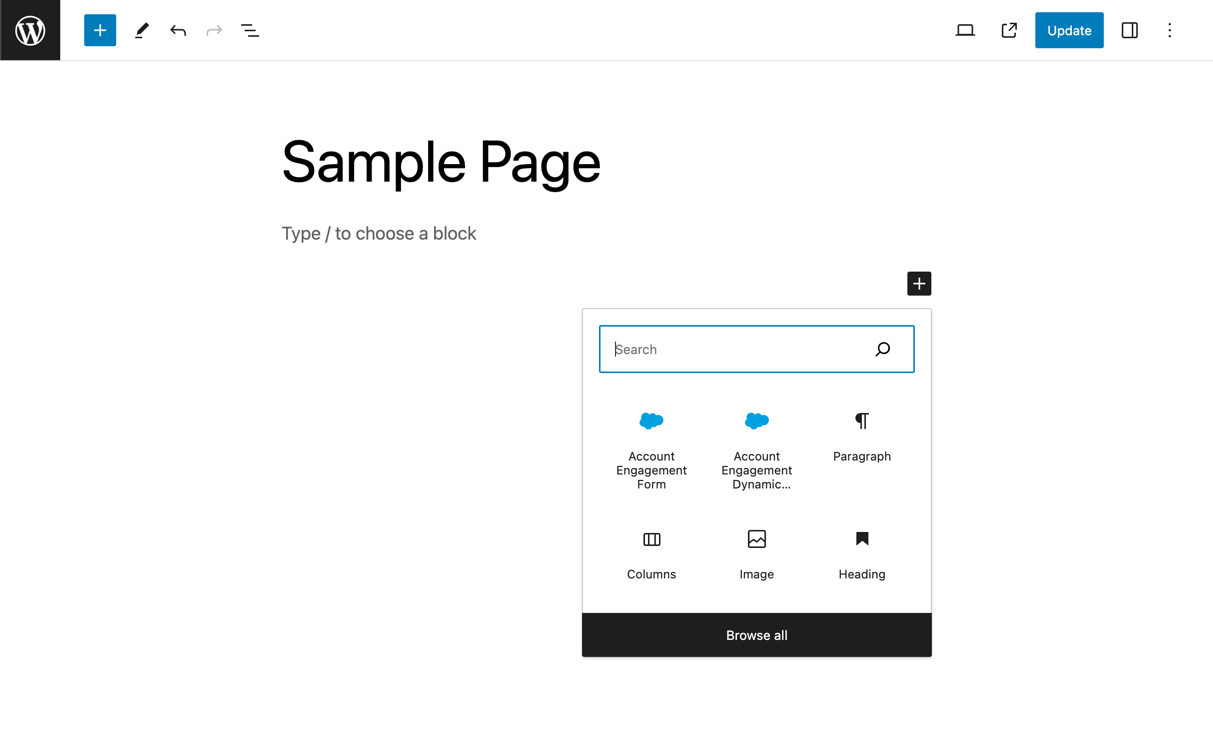 Update
Sample Page
Type / to choose a block
Search
Account
Engagement
Form
Account
Engagement
Dynamic...
Paragraph
Columns
Image
Heading
Browse all